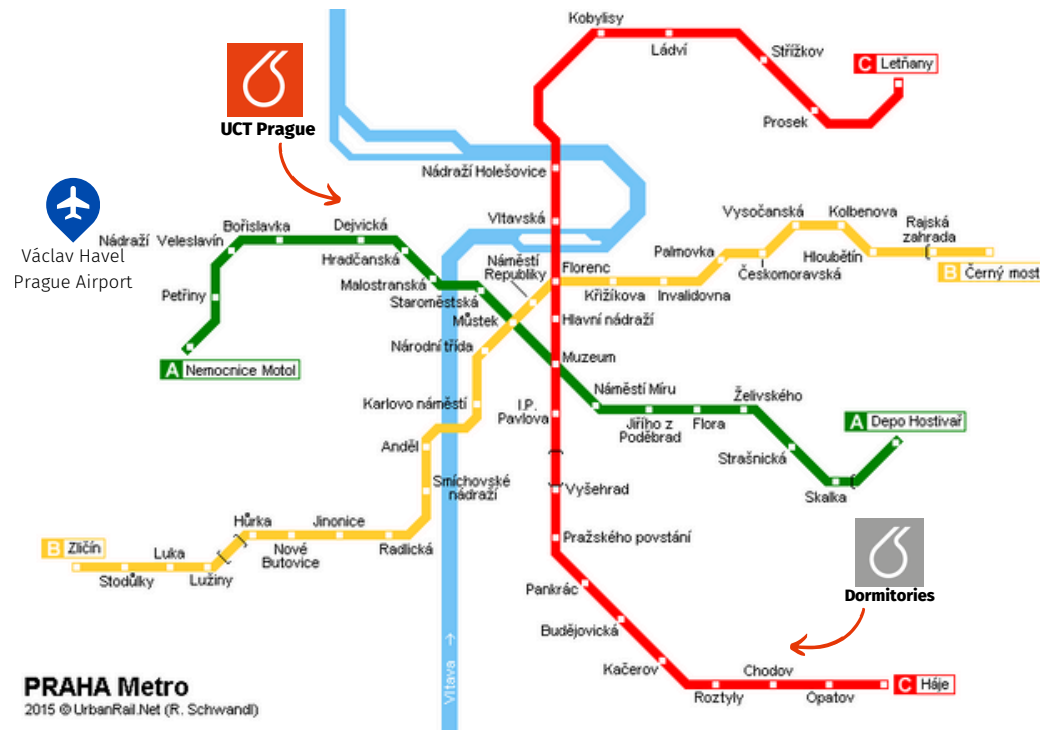 Kobylisy
Ládví
Střížkov
C Letňany
Prosek
UCT Prague
Nádraží Holešovice
Vltavská
Vysočanská
Kolbenova
Rajská
zahrada
Palmovka
Českomoravská
Hloubětín
B Černý most
Václav Havel
Prague Airport
Nádraží Veleslavín
Bořislavka
Dejvická
Hradčanská
Malostranská
Staroměstská
Náměstí
Republiky
Florenc
Křižíkova
Invalidovna
Petřiny
Můstek
Hlavní nádraží
A Nemocnice Motol
Národní třída
Muzeum
Karlovo náměstí
I.P.
Pavlova
Náměstí Míru
Jiřího z
Poděbrad
Flora
Želivského
A Depo Hostivař
Strašnická
Skalka
Anděl
Smíchovské
nádraží
Vyšehrad
Hůrka
Jinonice
Nové
Butovice
Radlická
B Zličín
Luka
Stodůlky
Lužiny
Pražského povstání
Pankrác
Dormitories
Budějovická
Kačerov
Chodov
Roztyly
Opatov
C Háje
Vltava →
PRAHA Metro
2015 © UrbanRail.Net (R. Schwandl)